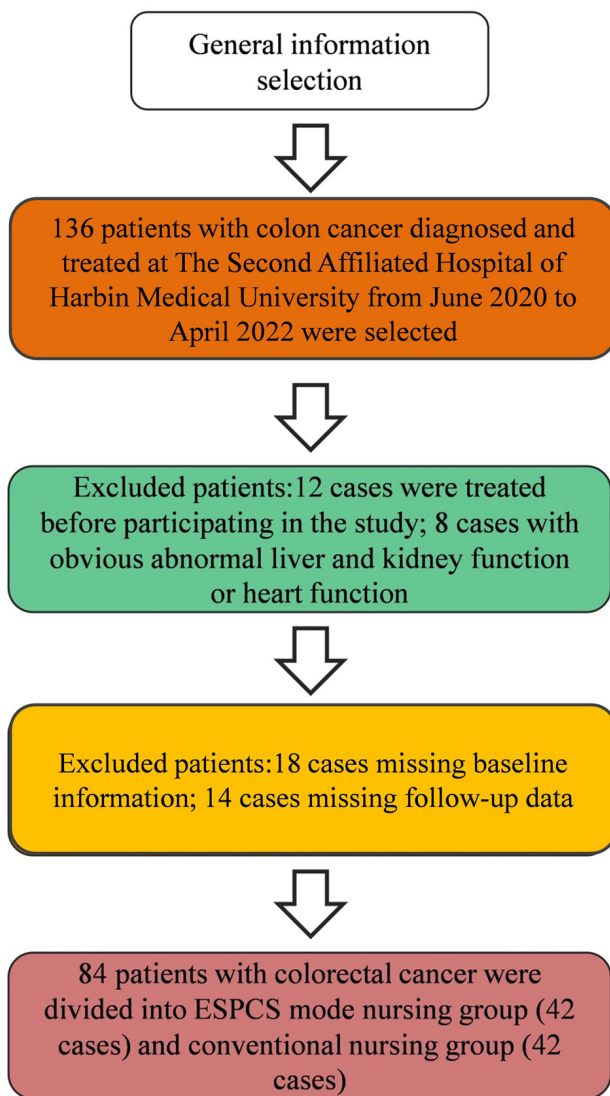 General information
selection
136 patients with colon cancer diagnosed and
treated at The Second Affiliated Hospital of
Harbin Medical University from June 2020 to
April 2022 were selected
Excluded patients:12 cases were treated
before participating in the study; 8 cases with
obvious abnormal liver and kidney function
or heart function
Excluded patients:18 cases missing baseline
information; 14 cases missing follow-up data
84 patients with colorectal cancer were
divided into ESPCS mode nursing group (42
cases) and conventional nursing group (42
cases)